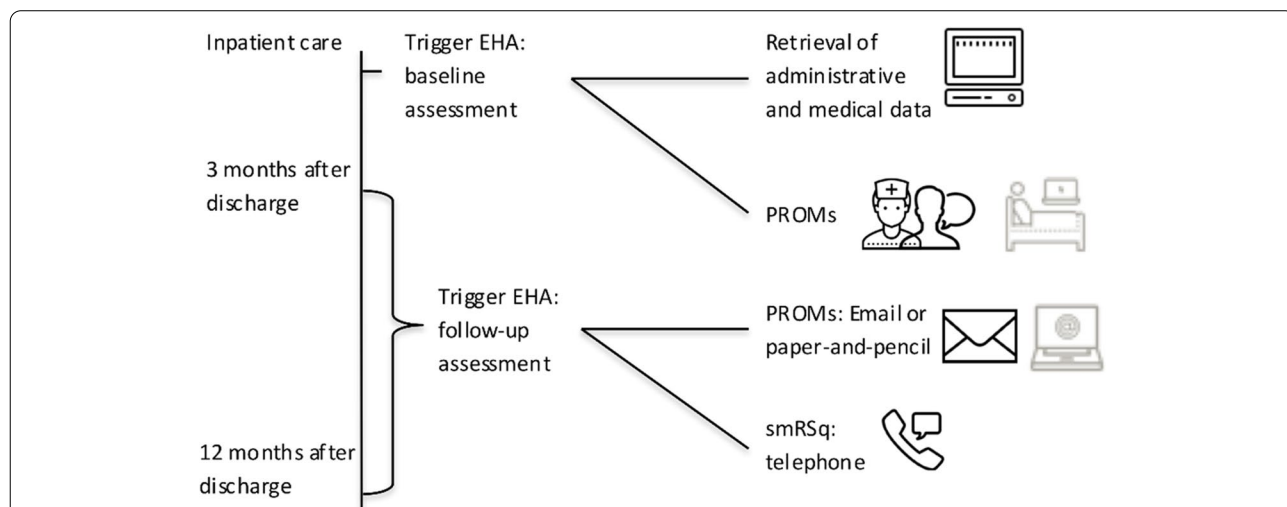 Inpatient care
Trigger EHA:
baseline
assessment
Retrieval of
administrative
and medical data
3 months after
discharge
PROMs
Trigger EHA:
follow-up
assessment
PROMs: Email or
paper-and-pencil
@
smRSq:
telephone
12 months after
discharge